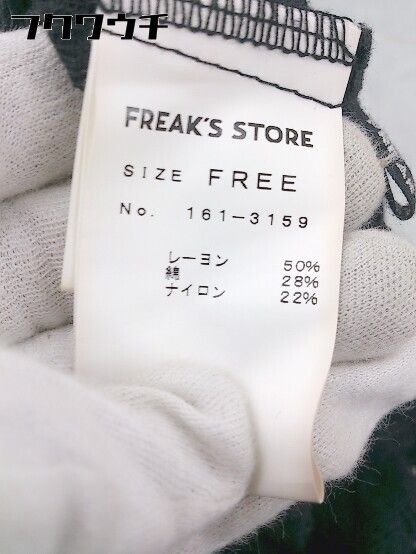 フクウウチ
FREAK'S STORE
SIZE FREE
No. 161-3159
レーヨン 50%
綿 28%
ナイロン 22%